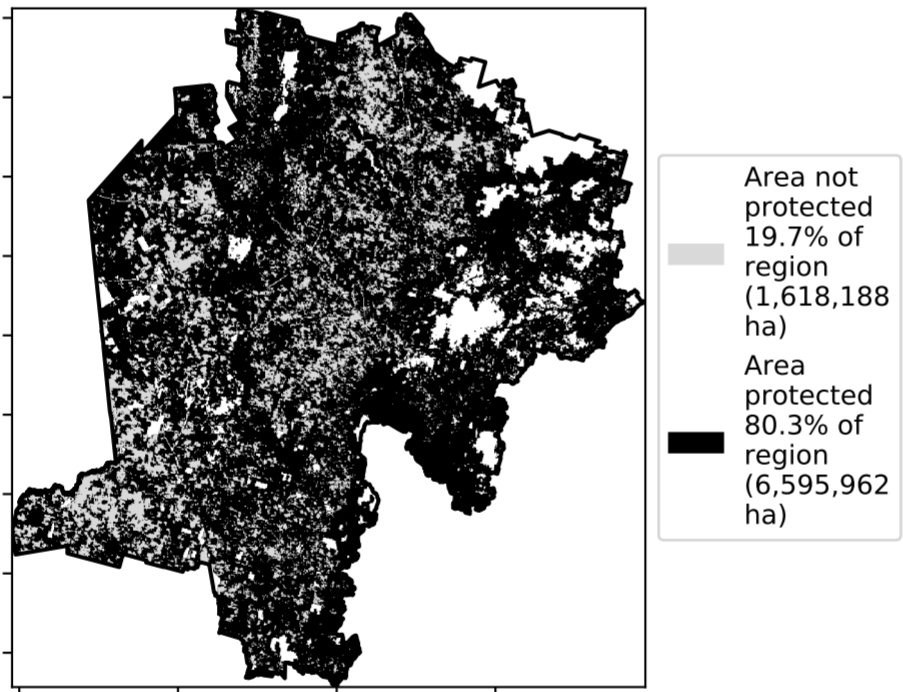 Area not
protected
19.7% of
region
(1,618,188
ha)
Area
protected
80.3% of
region
(6,595,962
ha)